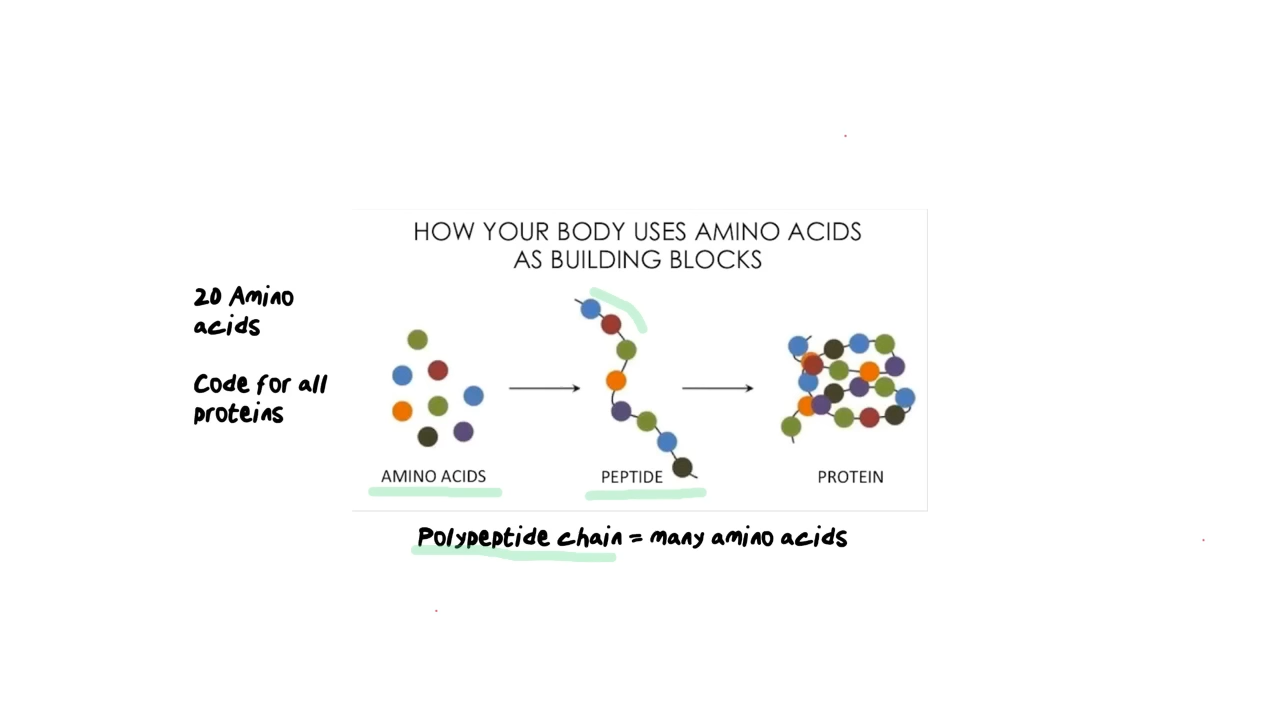 HOW YOUR BODY USES AMINO ACIDS
AS BUILDING BLOCKS
20 Amino
acids
Code for all
proteins
AMINO ACIDS
PEPTIDE
PROTEIN
Polypeptide chain = many amino acids